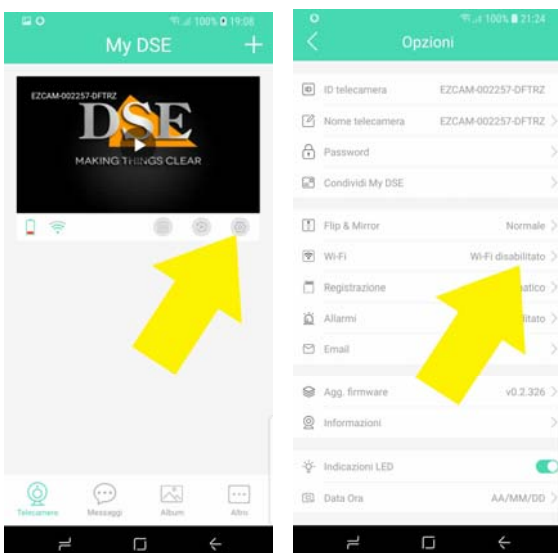 100% 19:08
My DSE
EZCAM-002257-DFTRZ
DSE
MAKING THINGS CLEAR
Telecamere Messaggi Album Altro
100% 21:24
Opzioni
ID telecamera EZCAM-002257-DFTRZ
Nome telecamera EZCAM-002257-DFTRZ
Password
Condividi My DSE
Flip & Mirror Normale
Wi-Fi Wi-Fi disabilitato
Registrazione
Allarmi
Email
Agg. firmware v0.2.326
Informazioni
Indicazioni LED
Data Ora AA/MM/DD